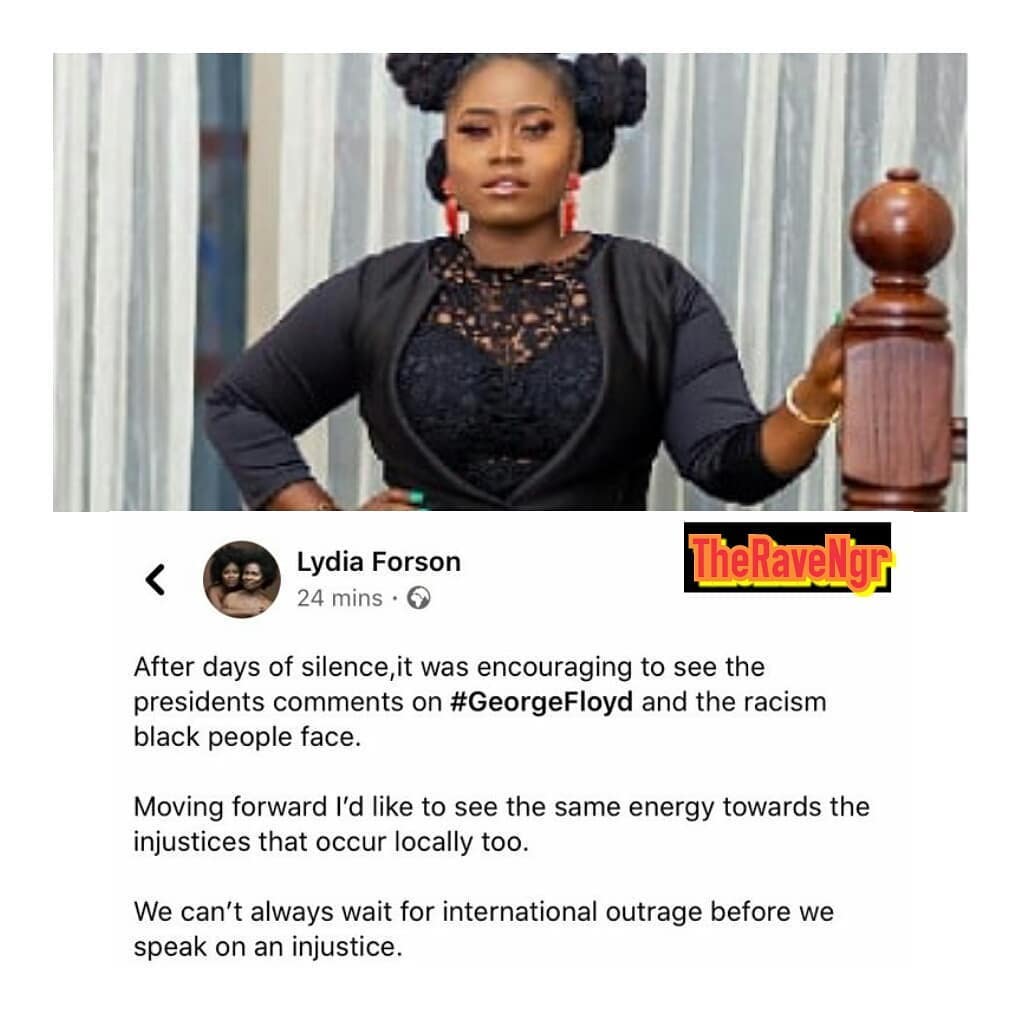 Lydia Forson
TheRaveNgr
24 mins ·
After days of silence,it was encouraging to see the
presidents comments on #GeorgeFloyd and the racism
black people face.
Moving forward I'd like to see the same energy towards the
injustices that occur locally too.
We can't always wait for international outrage before we
speak on an injustice.